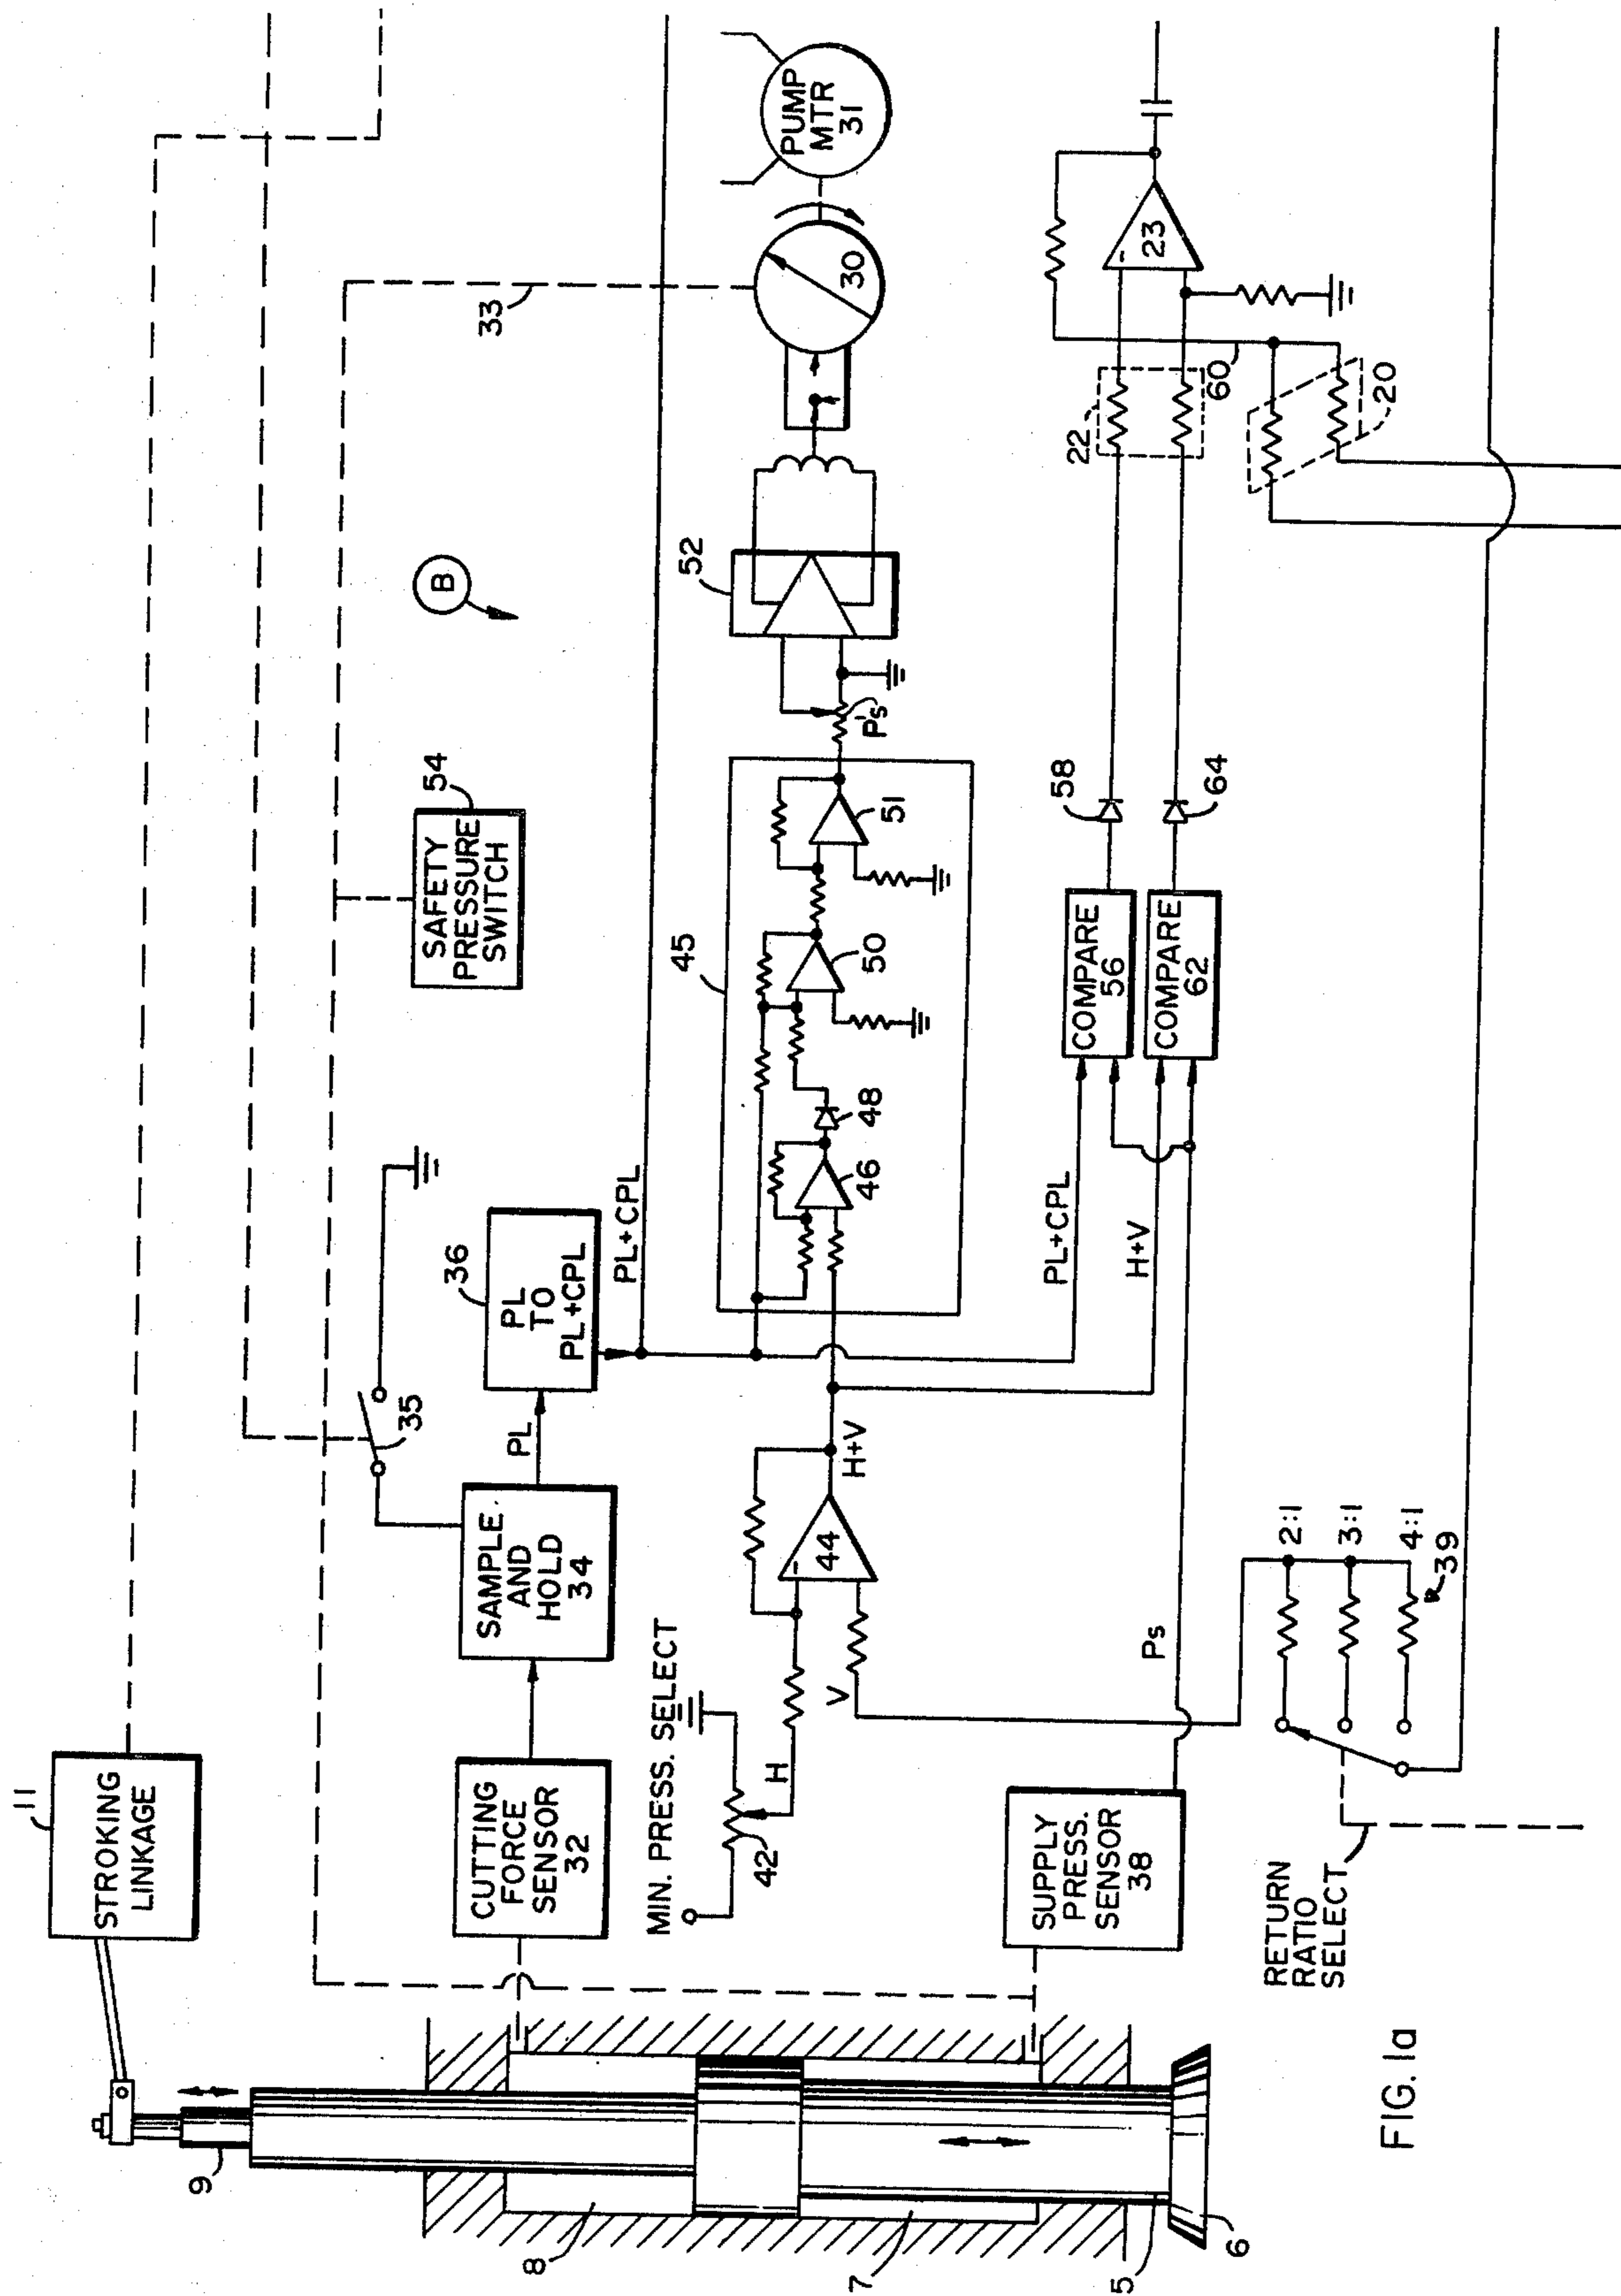 11
STROKING
LINKAGE
9
8
7
5
6
CUTTING
FORCE
SENSOR
32
SAMPLE
AND
HOLD
34
PL
35
36
PL
TO
PL+CPL
PL+CPL
SAFETY
PRESSURE
SWITCH
54
B
33
MIN. PRESS. SELECT
42
H
V
44
H+V
45
46
48
50
51
P's
52
30
PUMP
MTR
31
SUPPLY
PRESS.
SENSOR
38
Ps
PL+CPL
H+V
COMPARE
56
COMPARE
62
58
64
22
60
20
23
RETURN
RATIO
SELECT
2:1
3:1
4:1
39
FIG. 1a